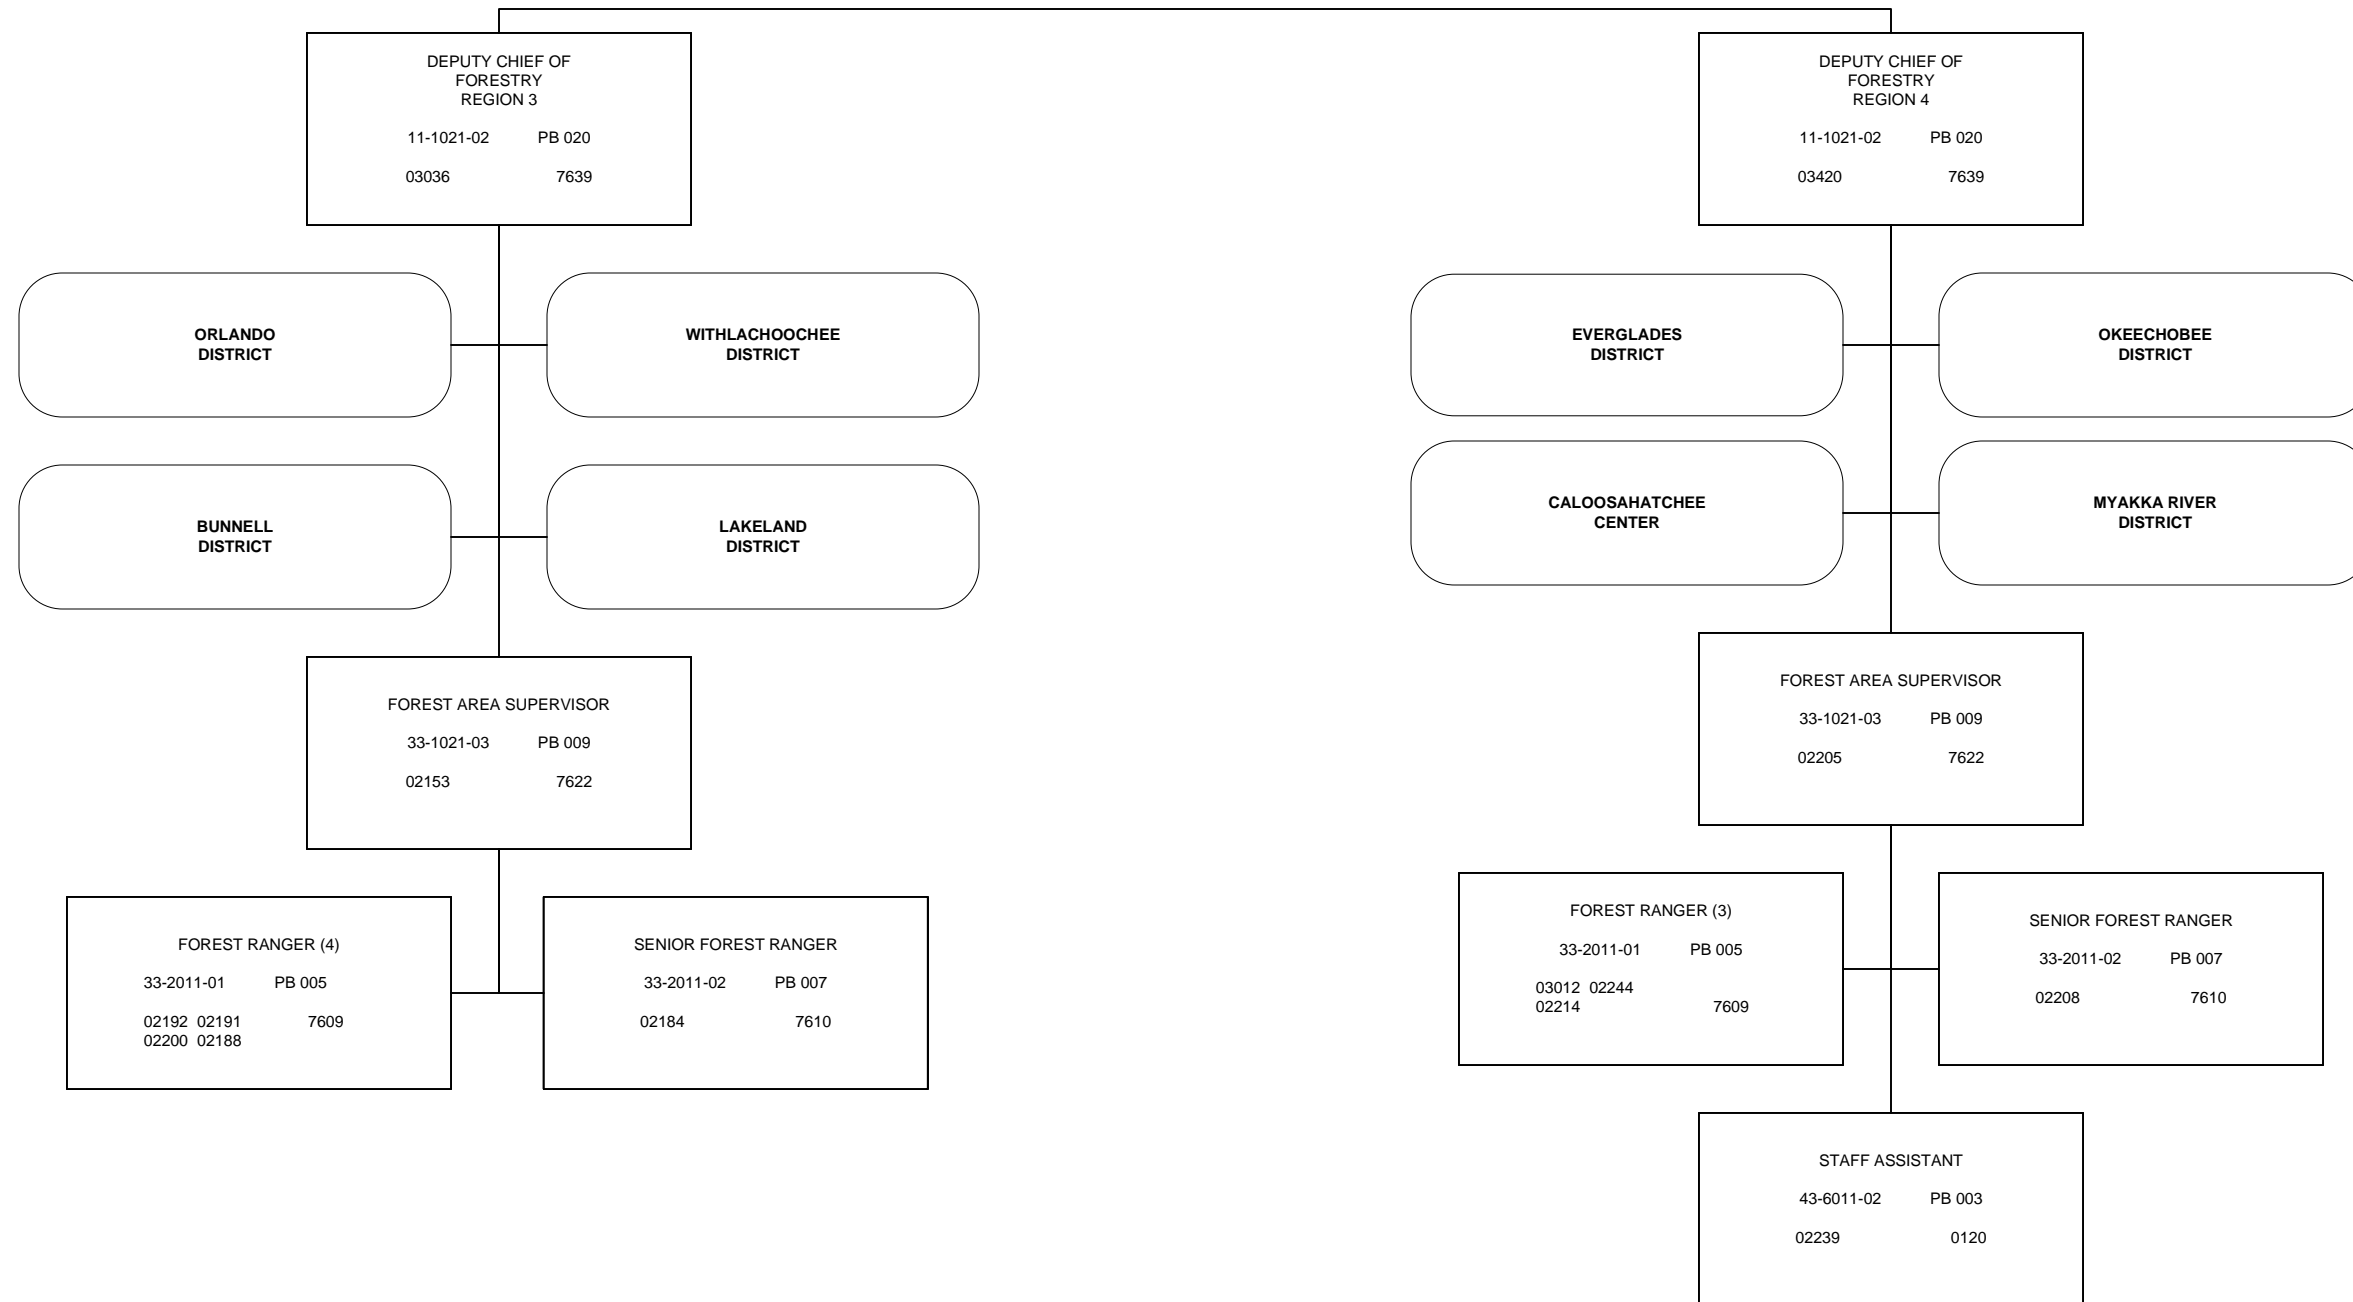 DEPUTY CHIEF OF
FORESTRY
REGION 3
11-1021-02 PB 020
03036 7639
DEPUTY CHIEF OF
FORESTRY
REGION 4
11-1021-02 PB 020
03420 7639
ORLANDO
DISTRICT
WITHLACHOOCHEE
DISTRICT
EVERGLADES
DISTRICT
OKEECHOBEE
DISTRICT
BUNNELL
DISTRICT
LAKELAND
DISTRICT
CALOOSAHATCHEE
CENTER
MYAKKA RIVER
DISTRICT
FOREST AREA SUPERVISOR
33-1021-03 PB 009
02153 7622
FOREST AREA SUPERVISOR
33-1021-03 PB 009
02205 7622
FOREST RANGER (4)
33-2011-01 PB 005
02192 02191 7609
02200 02188
SENIOR FOREST RANGER
33-2011-02 PB 007
02184 7610
FOREST RANGER (3)
33-2011-01 PB 005
03012 02244
02214 7609
SENIOR FOREST RANGER
33-2011-02 PB 007
02208 7610
STAFF ASSISTANT
43-6011-02 PB 003
02239 0120